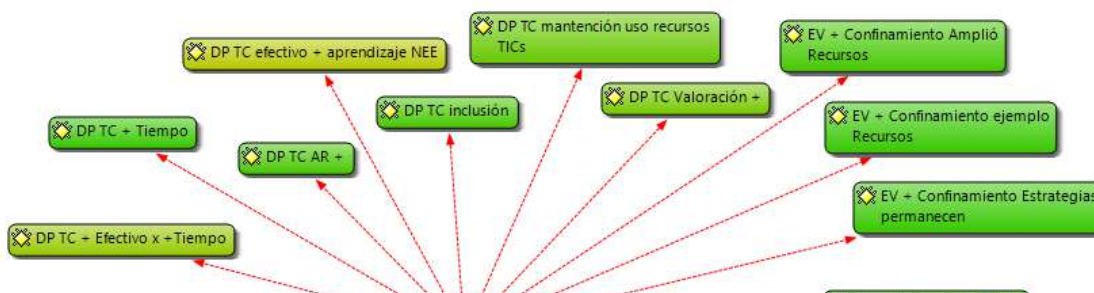 DP TC mantención uso recursos
TICs
EV + Confinamiento Amplió
Recursos
DP TC efectivo + aprendizaje NEE
DP TC Valoración +
DP TC inclusión
EV + Confinamiento ejemplo
Recursos
DP TC + Tiempo
DP TC AR +
EV + Confinamiento Estrategias
permanecen
DP TC + Efectivo x +Tiempo